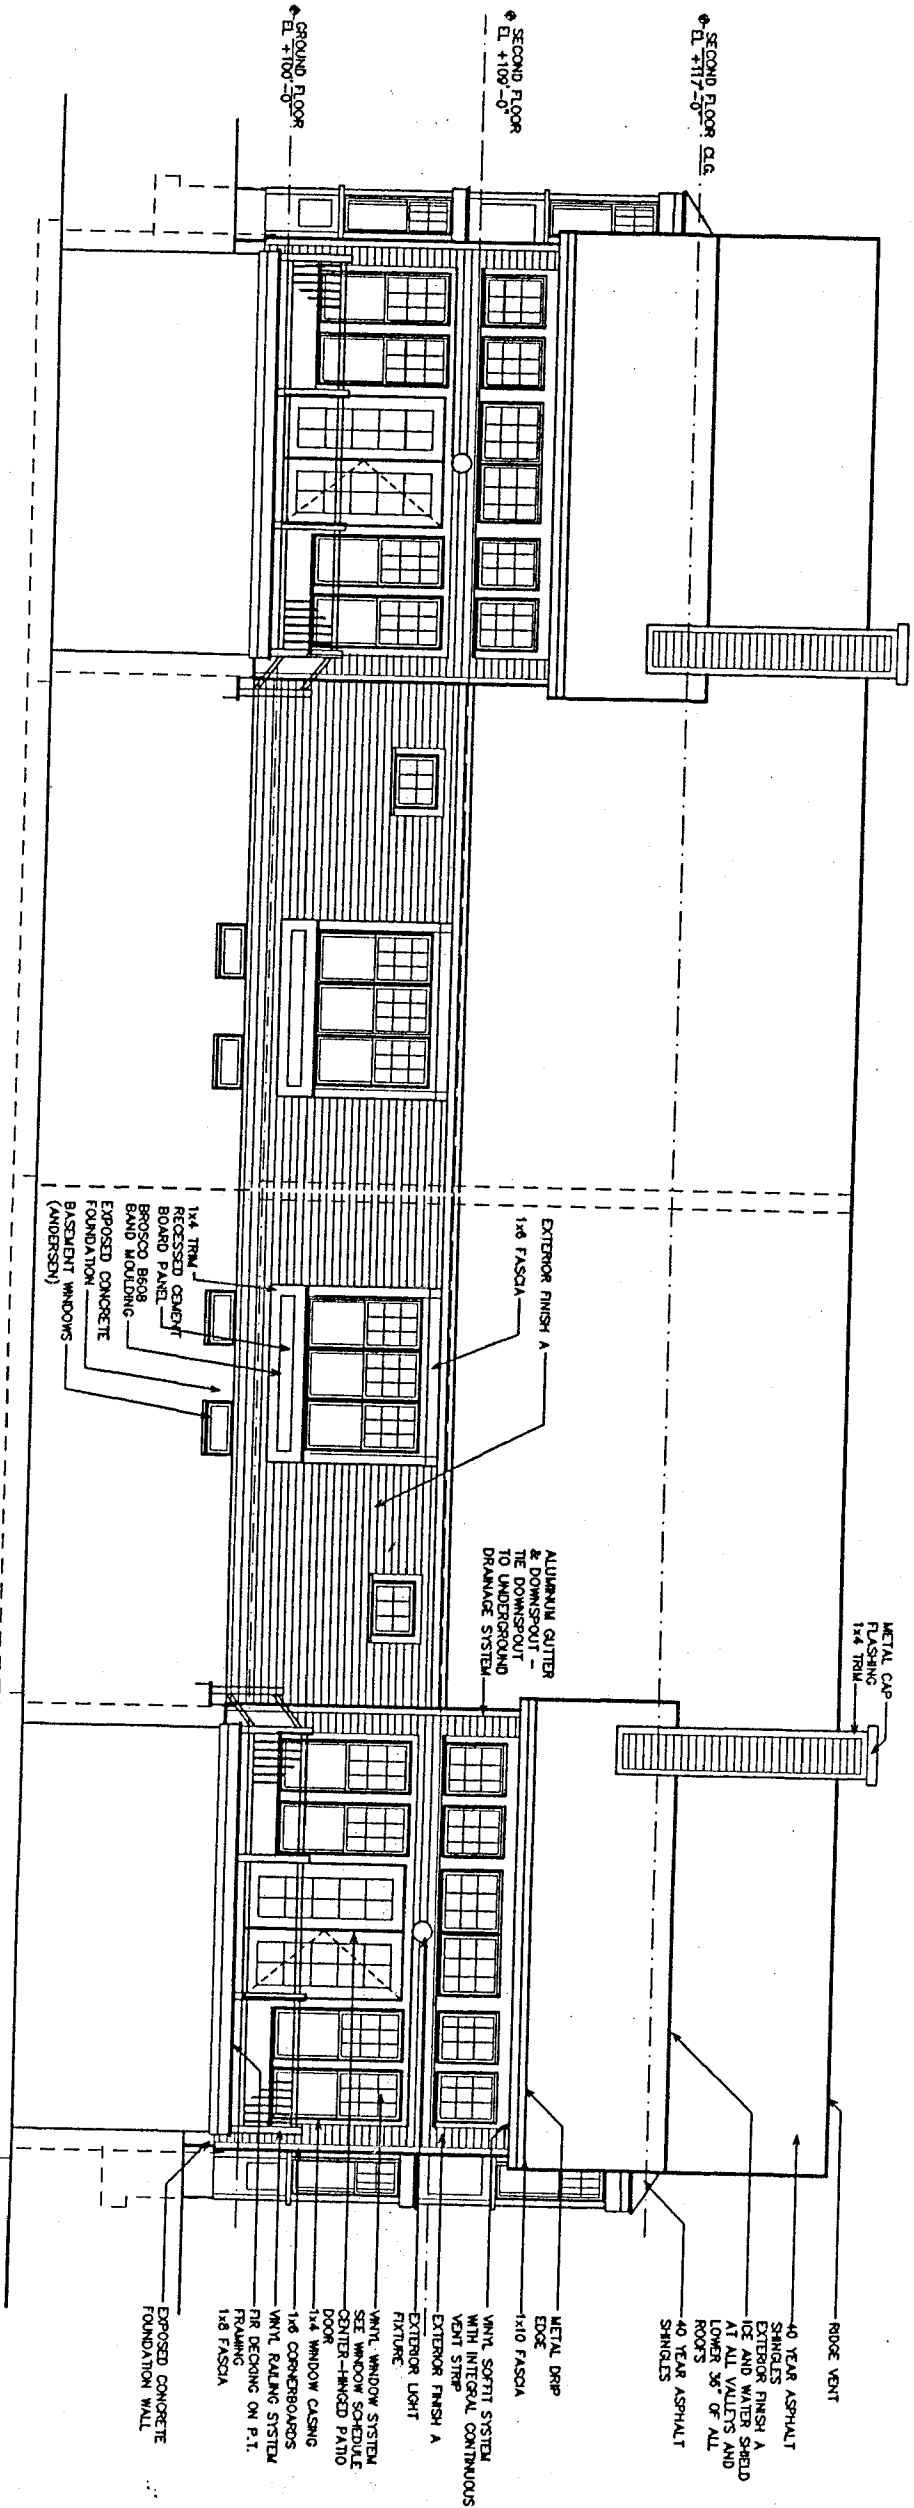 SECOND FLOOR CLG.
EL +117'-0"
SECOND FLOOR
EL +109'-0"
GROUND FLOOR
EL +100'-0"
METAL CAP
FLASHING
1x4 TRIM
ALUMINUM GUTTER
& DOWNSPOUT -
TIE DOWNSPOUT
TO UNDERGROUND
DRAINAGE SYSTEM
EXTERIOR FINISH A
1x6 FASCIA
1x4 TRIM
RECESSED CEMENT
BOARD PANEL
BROSCO B608
BAND MOULDING
EXPOSED CONCRETE
FOUNDATION
BASEMENT WINDOWS
(ANDERSEN)
RIDGE VENT
40 YEAR ASPHALT
SHINGLES
EXTERIOR FINISH A
ICE AND WATER SHIELD
AT ALL VALLEYS AND
LOWER 36" OF ALL
ROOFS
40 YEAR ASPHALT
SHINGLES
METAL DRIP
EDGE
1x10 FASCIA
VINYL SOFFIT SYSTEM
WITH INTEGRAL CONTINUOUS
VENT STRIP
EXTERIOR FINISH A
EXTERIOR LIGHT
FIXTURE
VINYL WINDOW SYSTEM
SEE WINDOW SCHEDULE
CENTER-HINGED PATIO
DOOR
1x4 WINDOW CASING
1x6 CORNERBOARDS
VINYL RAILING SYSTEM
FIR DECKING ON P.T.
FRAMING
1x8 FASCIA
EXPOSED CONCRETE
FOUNDATION WALL